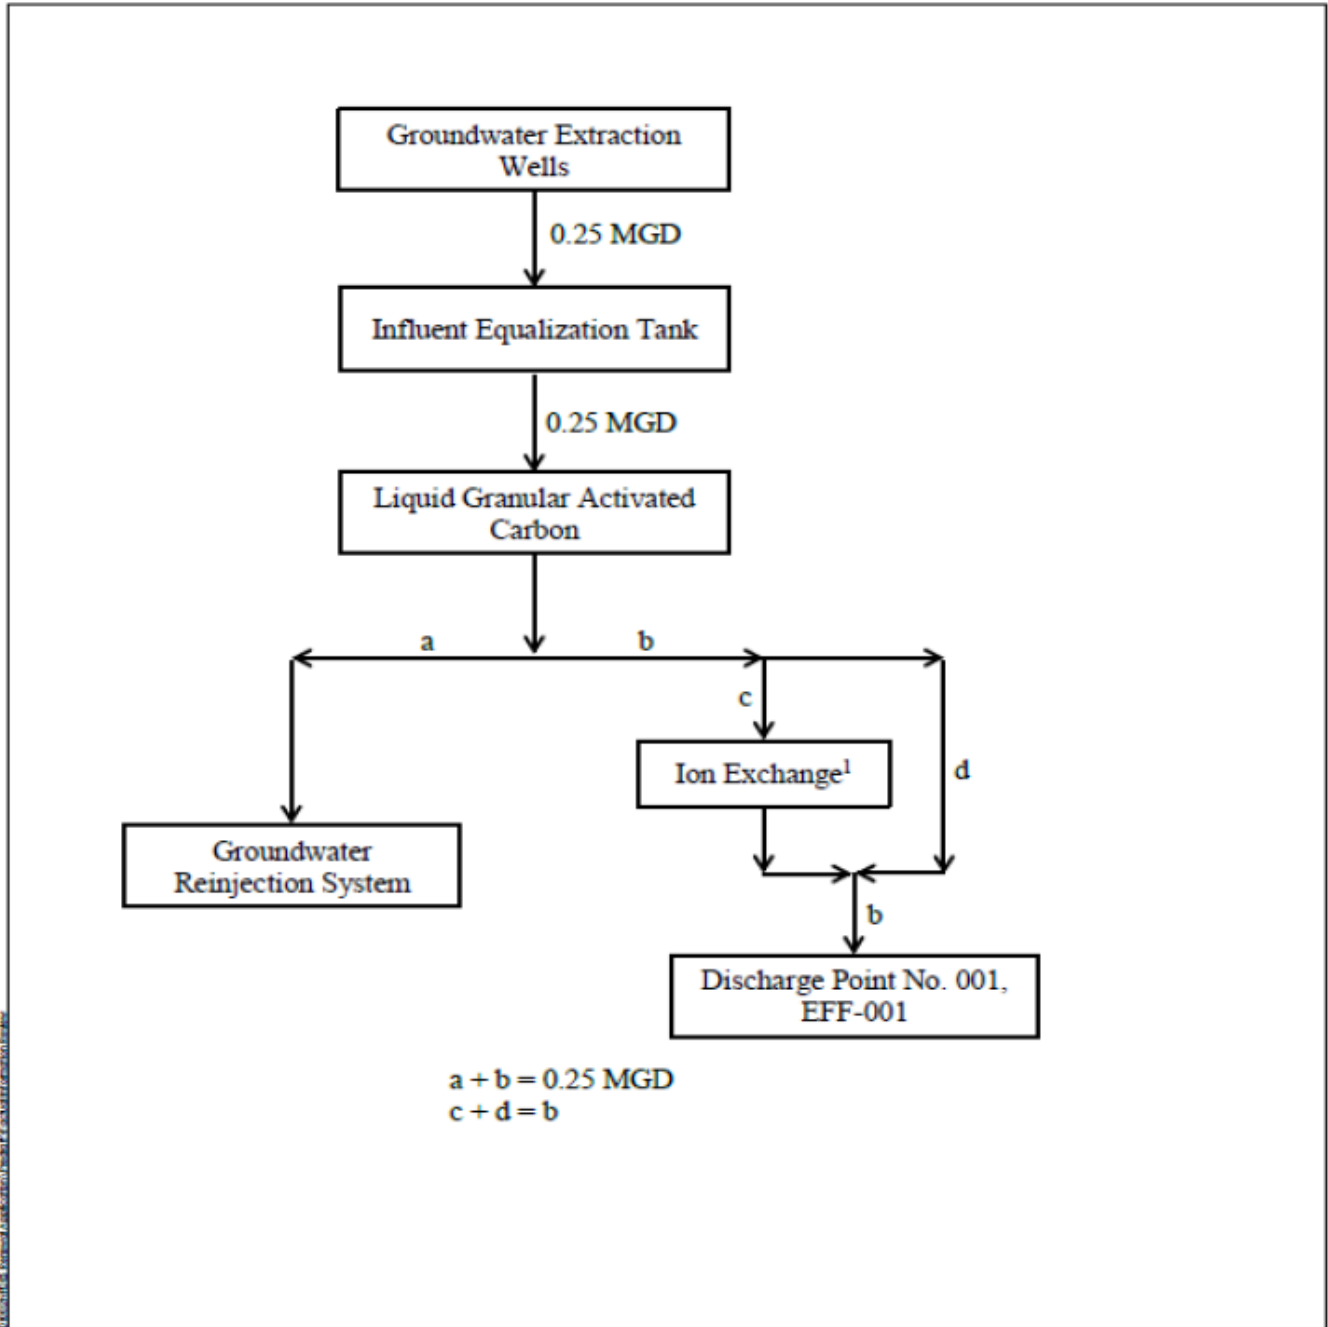 Groundwater Extraction
Wells
0.25 MGD
Influent Equalization Tank
0.25 MGD
Liquid Granular Activated
Carbon
a
b
c
Ion Exchange¹
d
Groundwater
Reinjection System
b
Discharge Point No. 001,
EFF-001
a + b = 0.25 MGD
c + d = b